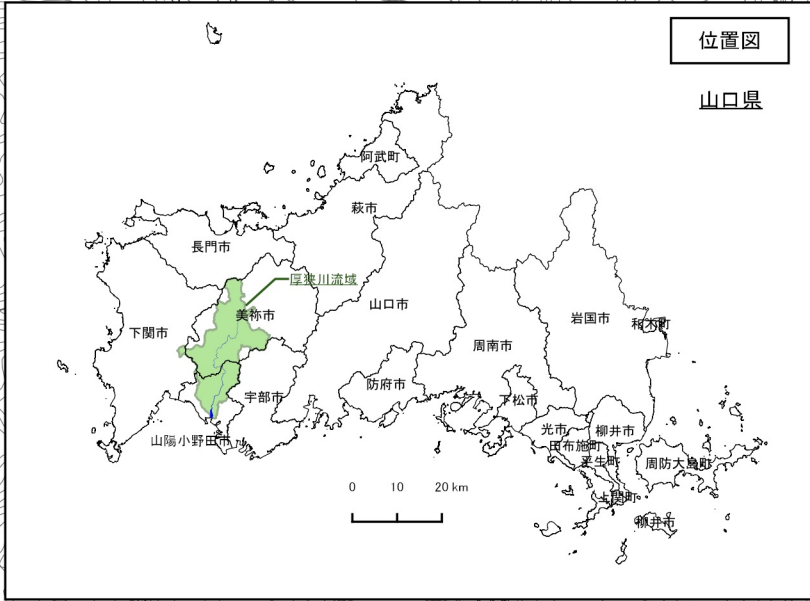 位置図
山口県
阿武町
萩市
長門市
厚狭川流域
美祢市
山口市
岩国市
和木町
下関市
周南市
防府市
宇部市
下松市
光市
柳井市
山陽小野田市
田布施町
平生町
周防大島町
上関町
柳井市
0 10 20 km